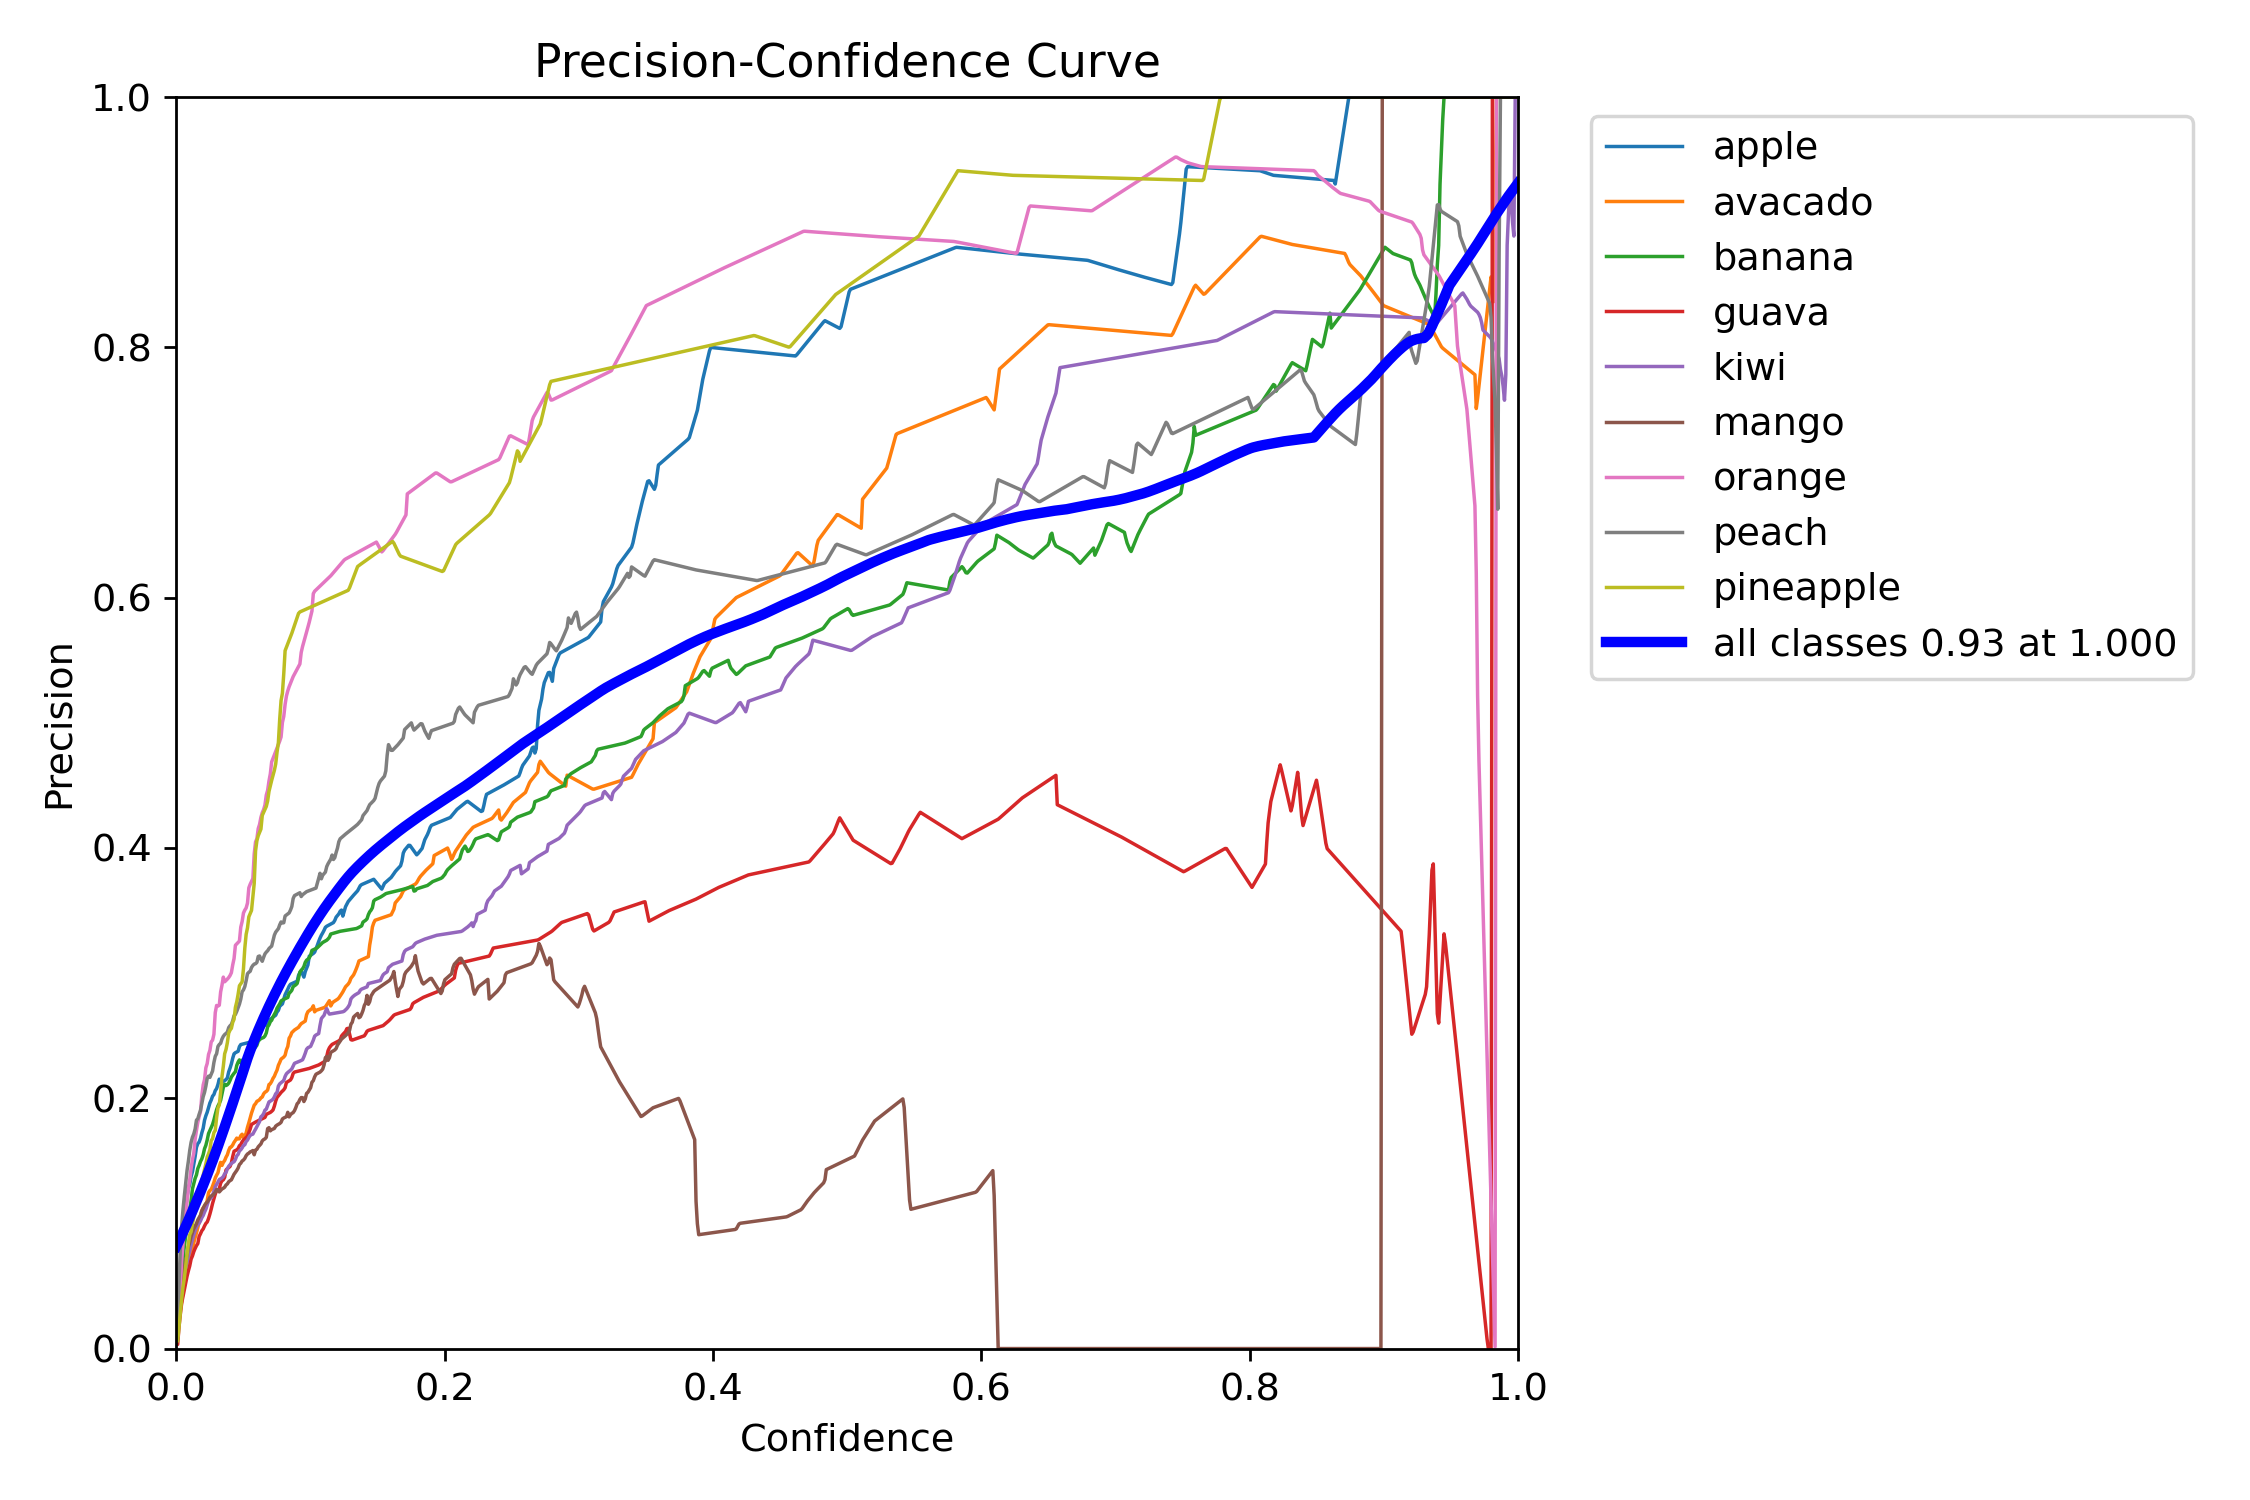 Precision-Confidence Curve
1.0
0.8
0.6
0.4
0.2
0.0
Precision
0.0 0.2 0.4 0.6 0.8 1.0
Confidence
apple
avacado
banana
guava
kiwi
mango
orange
peach
pineapple
all classes 0.93 at 1.000